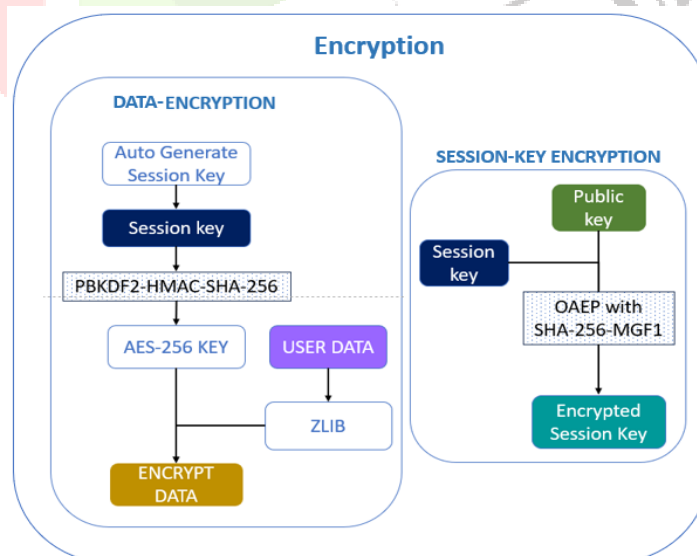 Encryption
DATA-ENCRYPTION
Auto Generate
Session Key
Session key
PBKDF2-HMAC-SHA-256
AES-256 KEY
USER DATA
ZLIB
ENCRYPT
DATA
SESSION-KEY ENCRYPTION
Public
key
Session
key
OAEP with
SHA-256-MGF1
Encrypted
Session Key